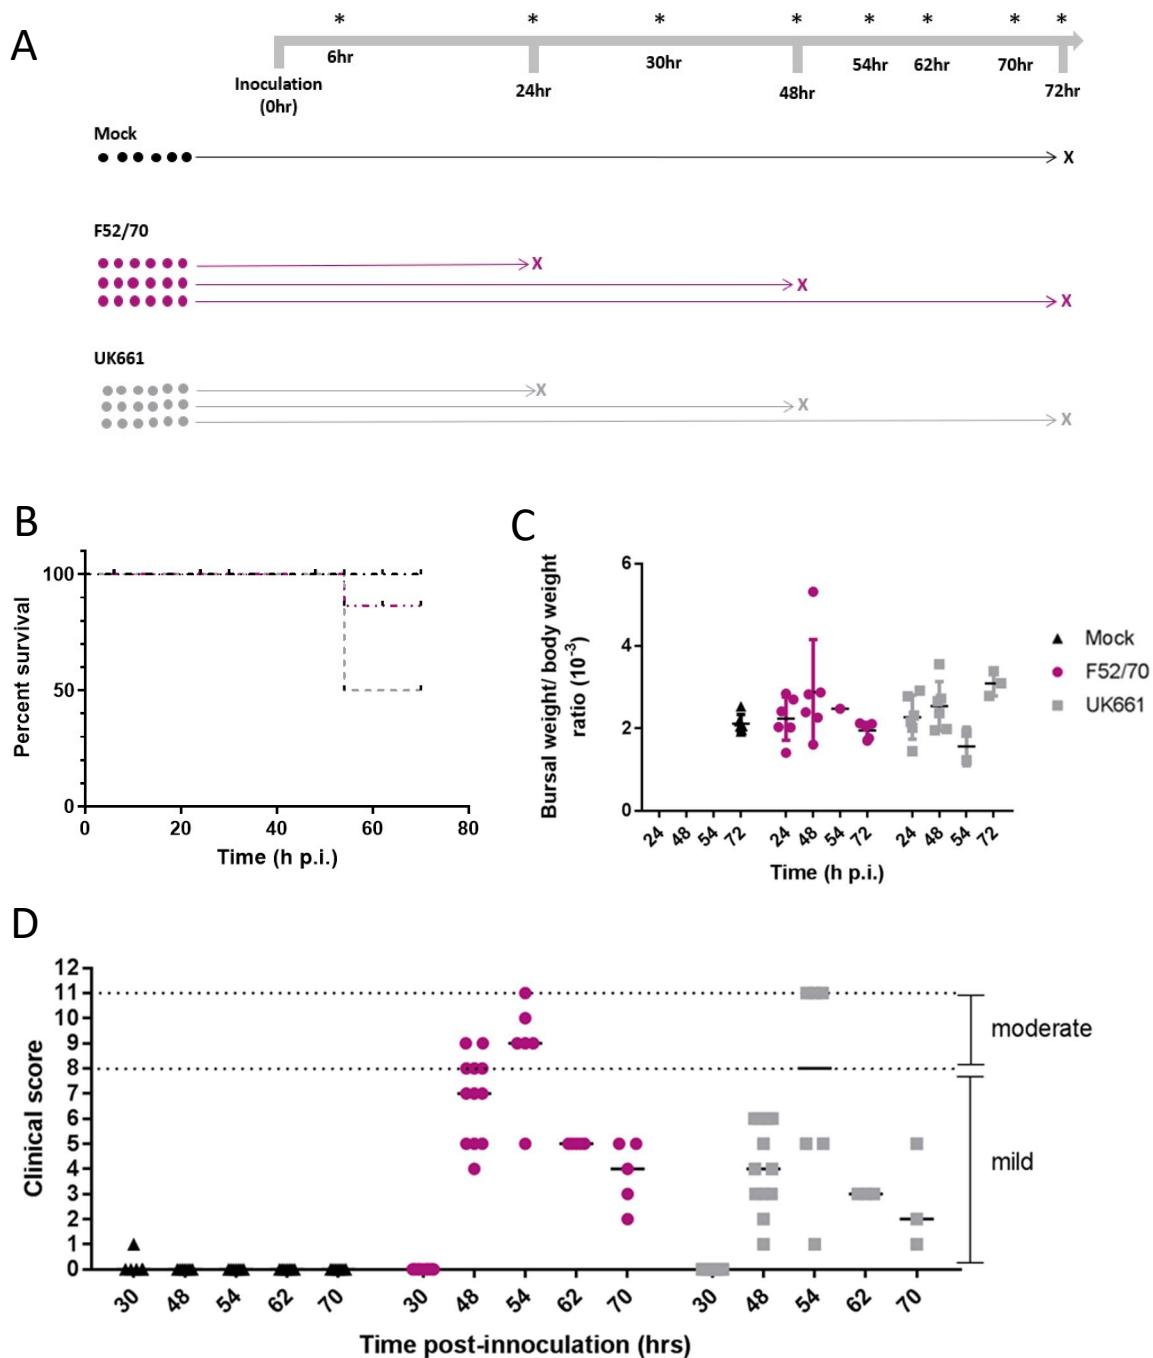 A
* * * * * * * *
6hr 30hr 54hr 62hr 70hr
Inoculation
(0hr)
24hr 48hr 72hr
Mock
X
F52/70
X
X
X
UK661
X
X
X
B
Percent survival
100
50
0
0 20 40 60 80
Time (h p.i.)
C
Bursal weight/ body weight
ratio (10-3)
6
4
2
0
24 48 54 72 24 48 54 72 24 48 54 72
Time (h p.i.)
Mock
F52/70
UK661
D
Clinical score
12
11
10
9
8
7
6
5
4
3
2
1
0
30 48 54 62 70 30 48 54 62 70 30 48 54 62 70
Time post-innoculation (hrs)
moderate
mild